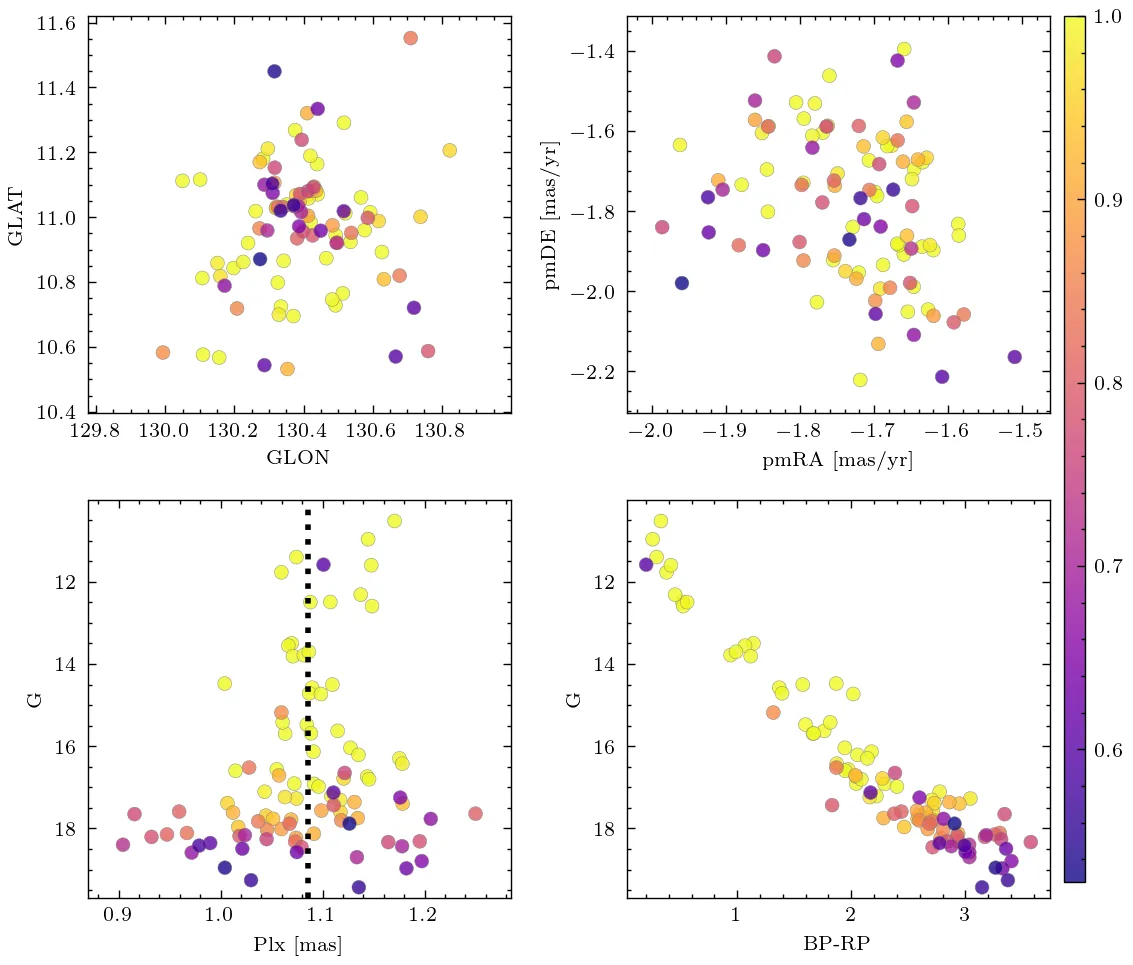 11.6
11.4
11.2
11.0
10.8
10.6
10.4
GLAT
129.8 130.0 130.2 130.4 130.6 130.8
GLON
−1.4
−1.6
−1.8
−2.0
−2.2
pmDE [mas/yr]
−2.0 −1.9 −1.8 −1.7 −1.6 −1.5
pmRA [mas/yr]
12
14
16
18
G
0.9 1.0 1.1 1.2
Plx [mas]
12
14
16
18
G
1 2 3
BP-RP
1.0
0.9
0.8
0.7
0.6